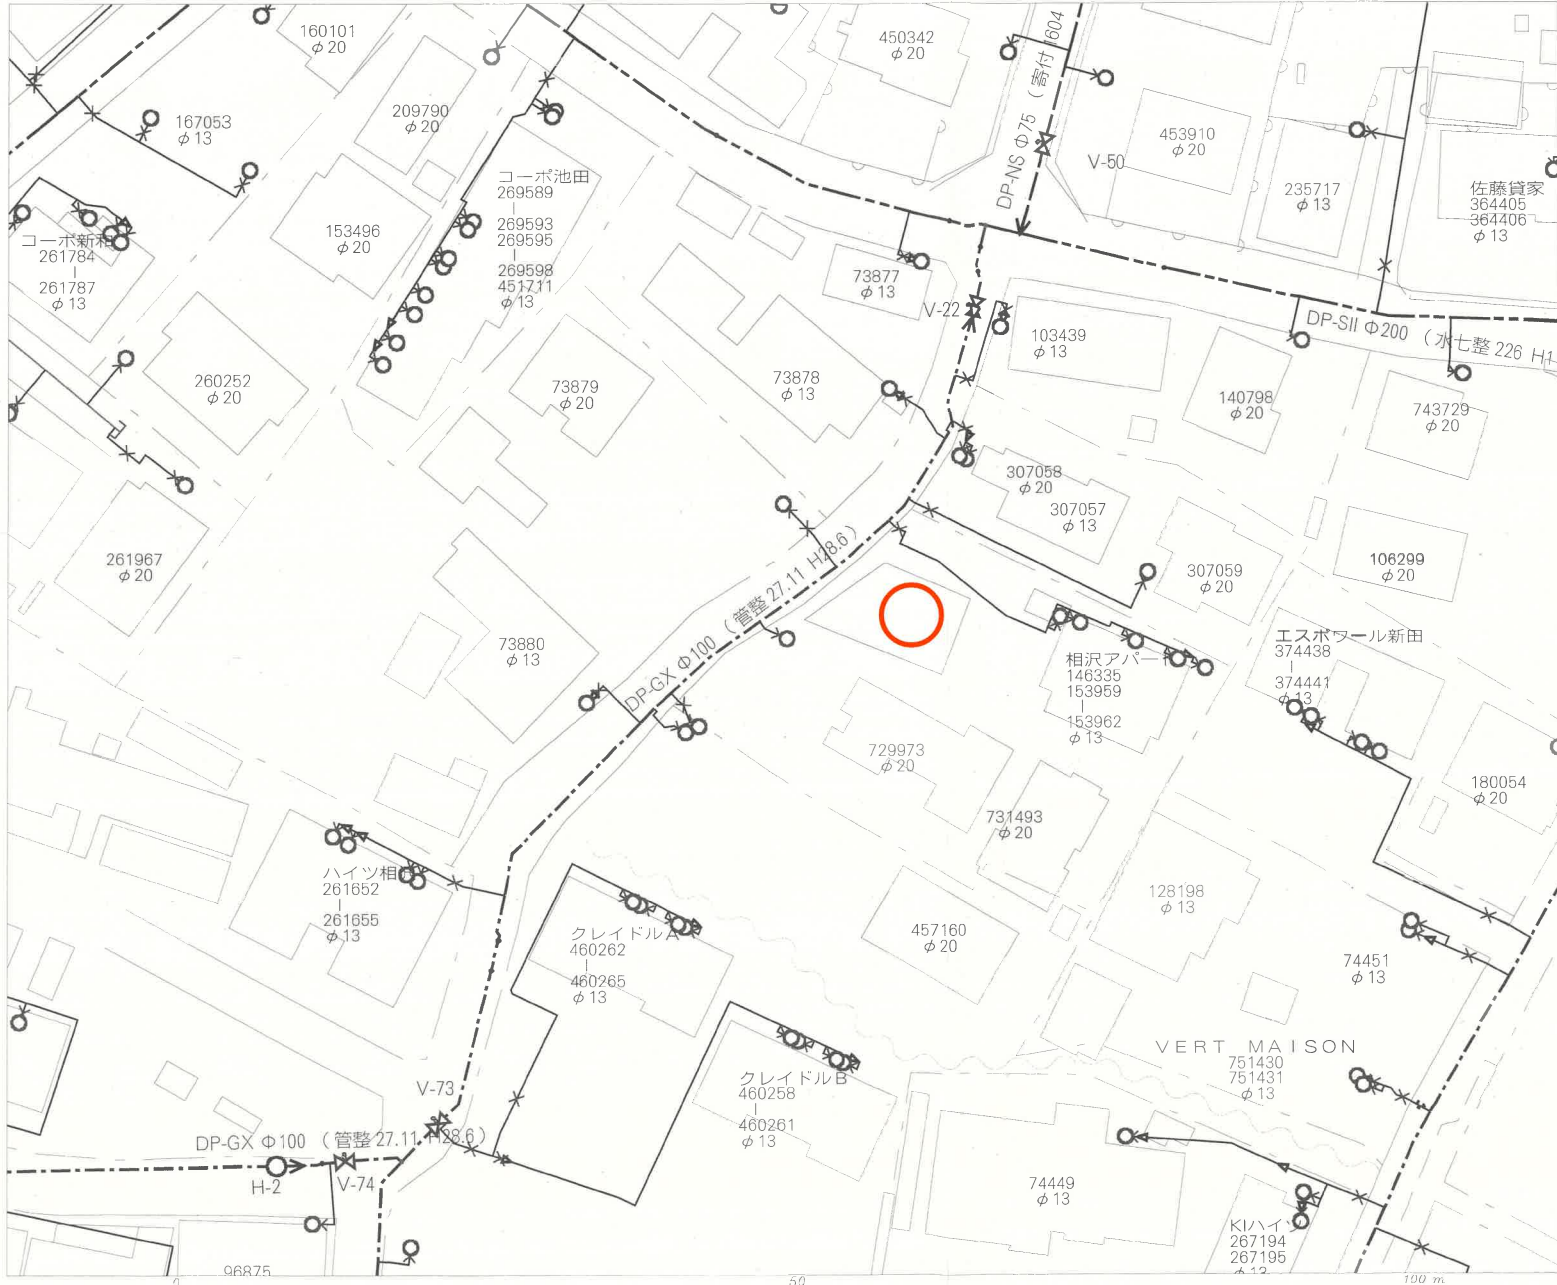 160101
φ20
450342
φ20
DP-NS Φ75 (寄付 1604
167053
φ13
209790
φ20
453910
φ20
V-50
コーポ池田
269589
|
269593
269595
|
269598
451711
φ13
235717
φ13
佐藤貸家
364405
364406
φ13
153496
φ20
コーポ新和
261784
|
261787
φ13
73877
φ13
V-22
103439
φ13
DP-SII Φ200 (水七整 226 H1
260252
φ20
73879
φ20
73878
φ13
140798
φ20
743729
φ20
307058
φ20
307057
φ13
261967
φ20
307059
φ20
106299
φ20
DP-GX Φ100 (管整 27.11 H28.6)
73880
φ13
相沢アパート
146335
153959
|
153962
φ13
エスポワール新田
374438
|
374441
φ13
729973
φ20
180054
φ20
731493
φ20
261652
|
261655
φ13
128198
φ13
クレイドルA
460262
|
460265
φ13
457160
φ20
74451
φ13
VERT MAISON
751430
751431
φ13
クレイドルB
460258
|
460261
φ13
V-73
DP-GX Φ100 (管整 27.11 H28.6)
H-2
V-74
74449
φ13
KIハイツ
267194
267195
φ13
96875
0
50
100 m